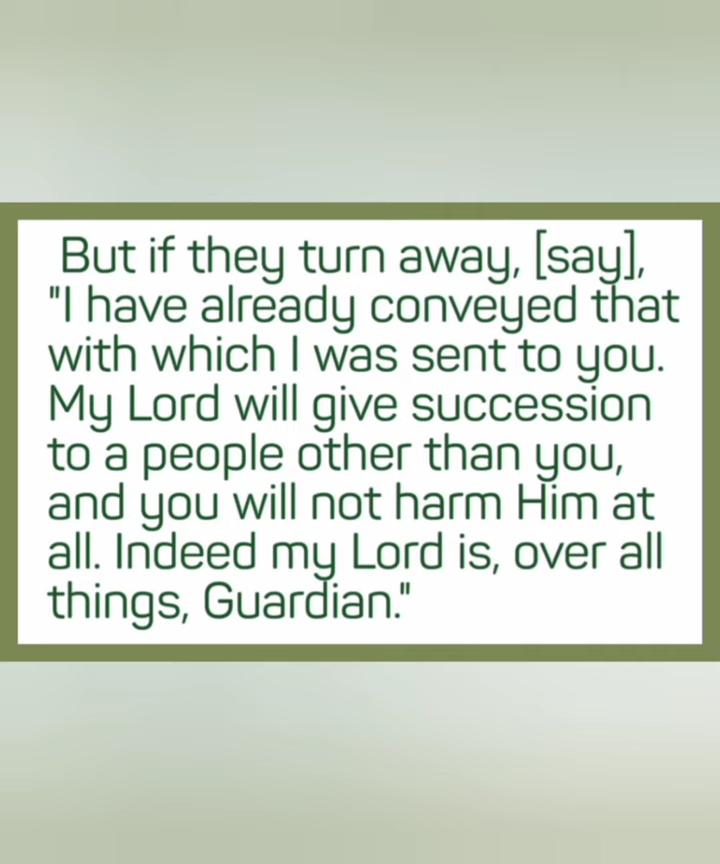 But if they turn away, [say],
"I have already conveyed that
with which I was sent to you.
My Lord will give succession
to a people other than you,
and you will not harm Him at
all. Indeed my Lord is, over all
things, Guardian."